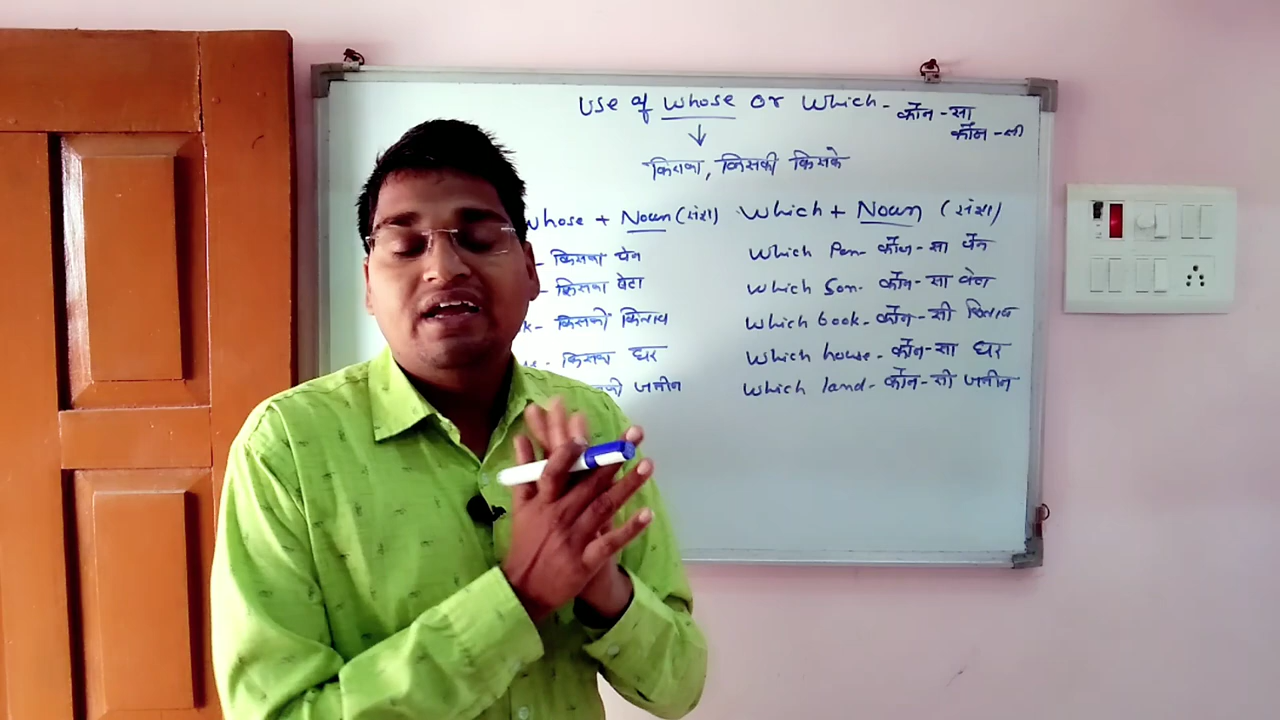 Use of Whose or Which - कौन-सा
कौन-सी
किसका, किसकी किसके
Whose + Noun (संज्ञा) Which + Noun (संज्ञा)
- किसका पेन Which Pen- कौन-सा पेन
- किसका बेटा Which Son- कौन-सा बेटा
k- किसकी किताब Which book- कौन-सी किताब
- किसका घर Which house- कौन-सा घर
जमीन Which land- कौन-सी जमीन